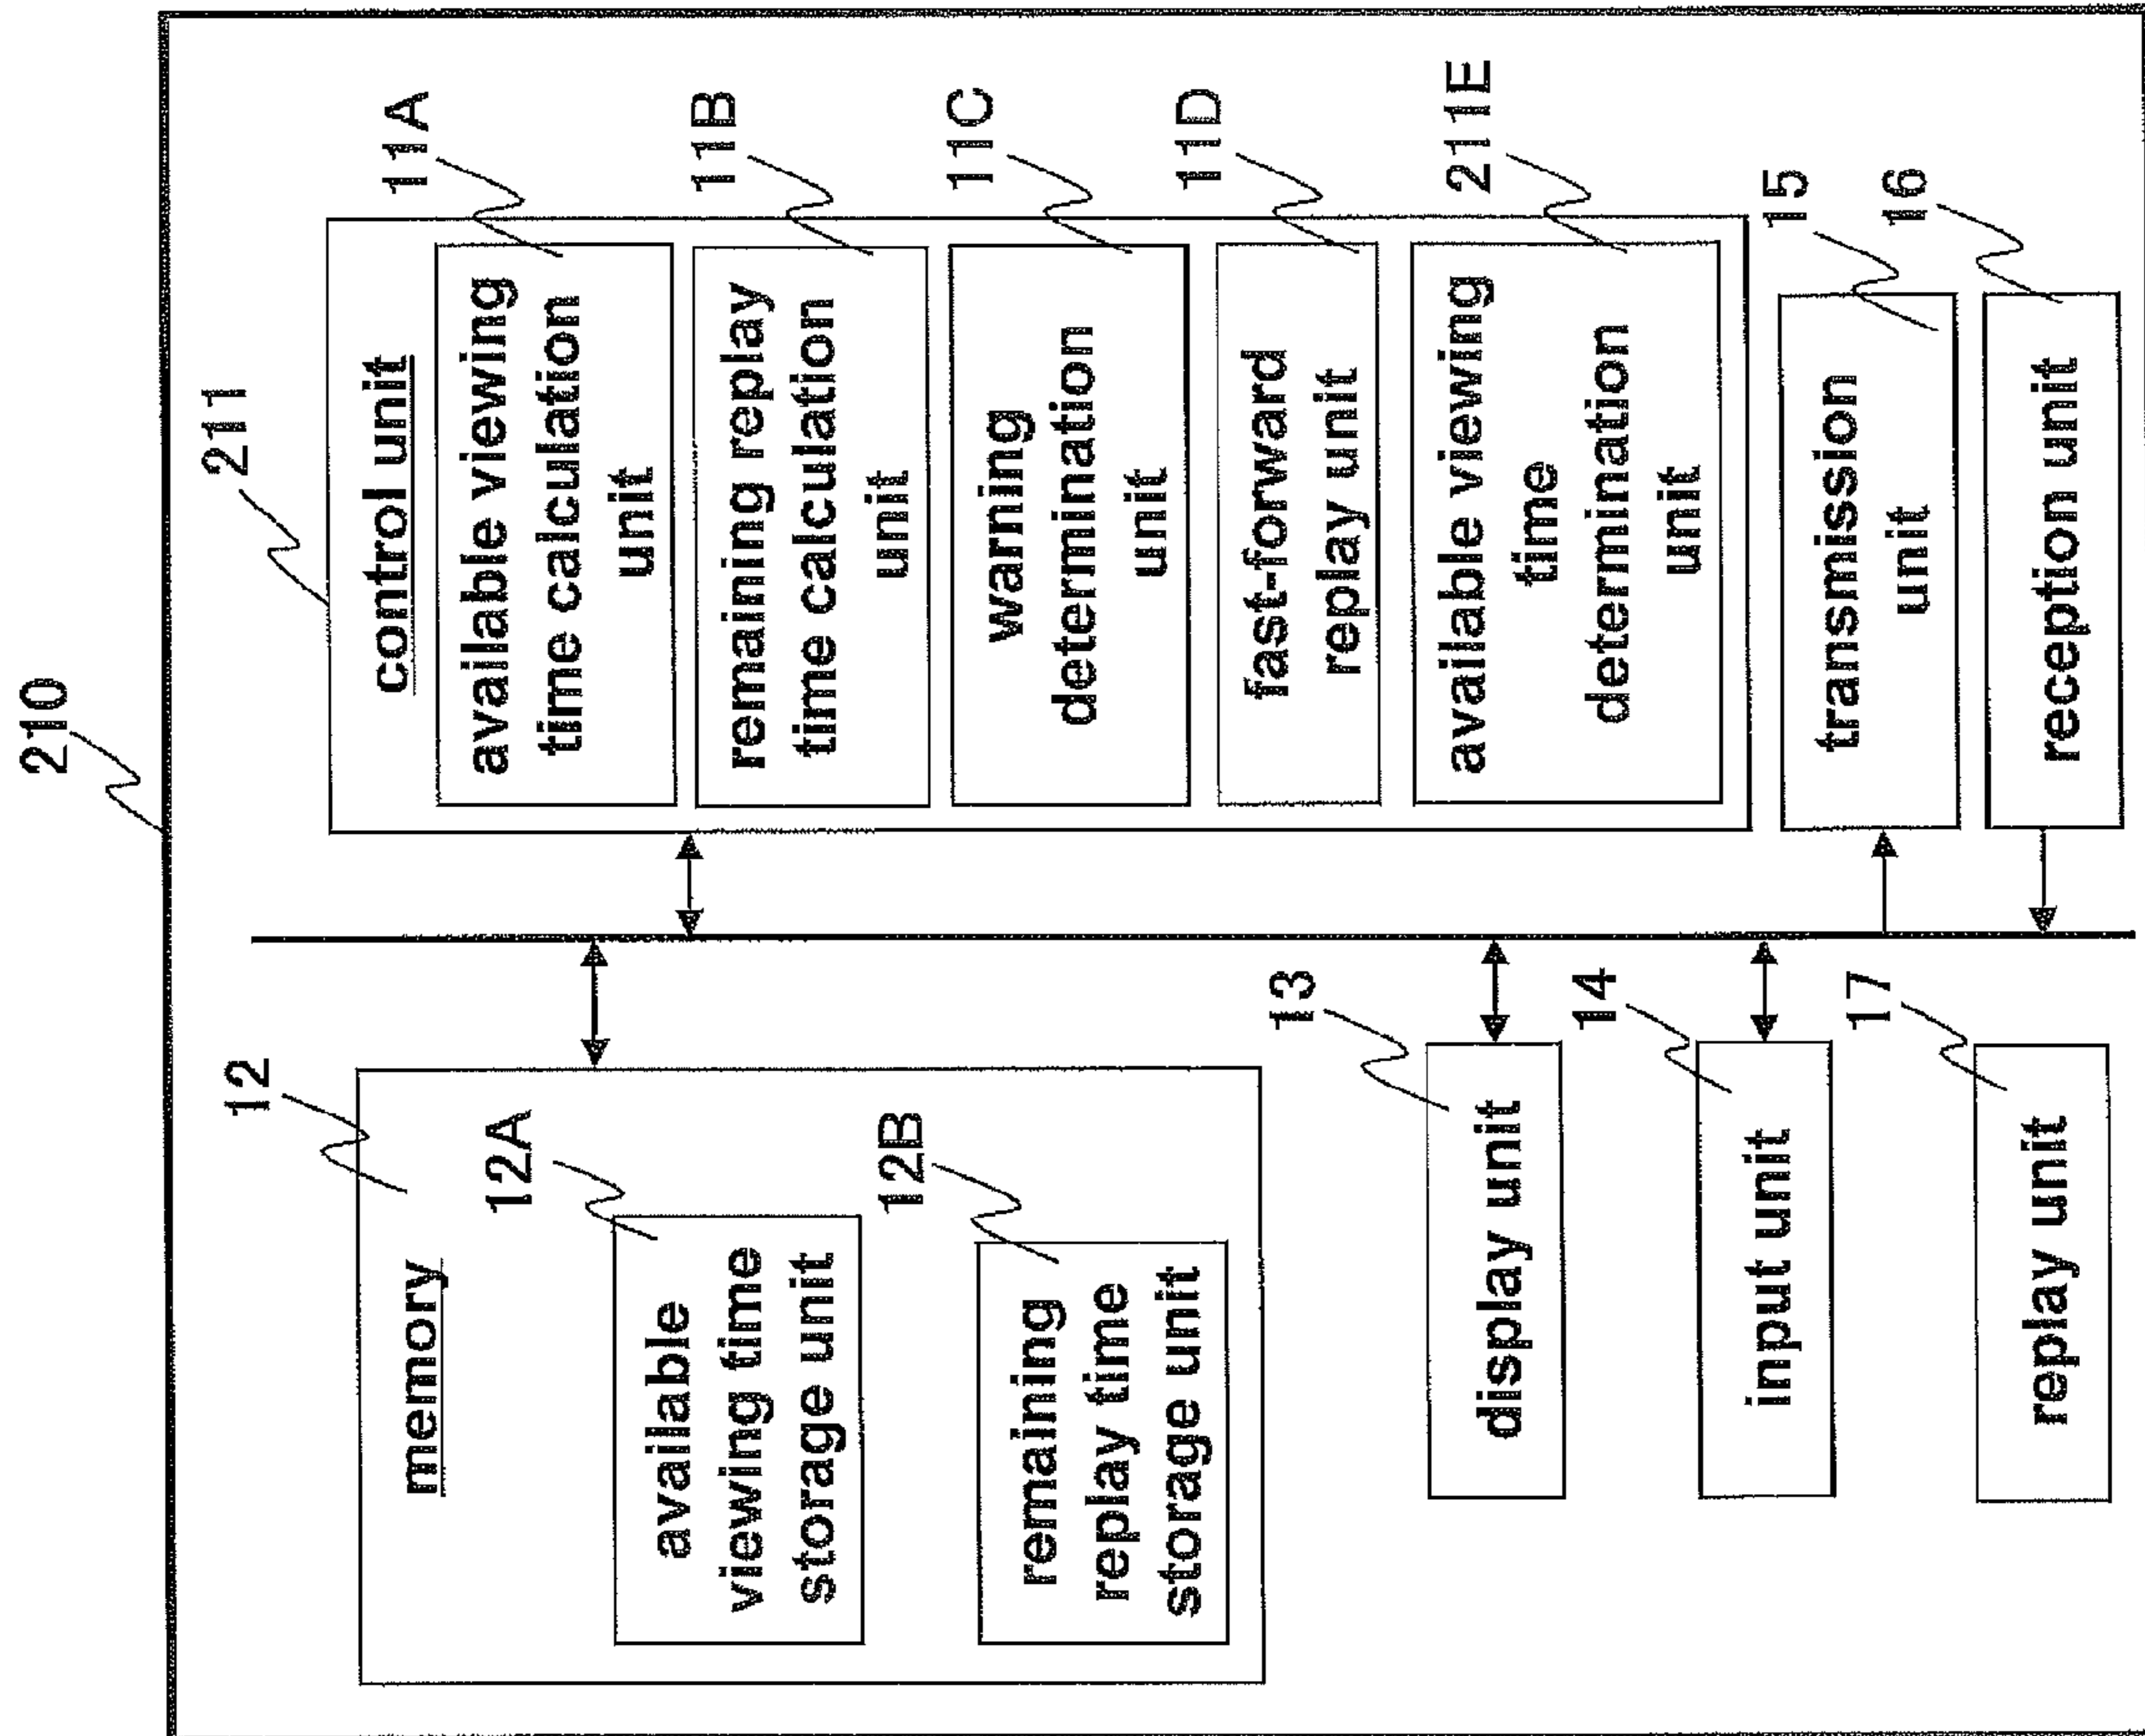 210
211
control unit
11A
available viewing
time calculation
unit
11B
remaining replay
time calculation
unit
11C
warning
determination
unit
11D
fast-forward
replay unit
211E
available viewing
time
determination
unit
15
transmission
unit
16
reception unit
12
memory
12A
available
viewing time
storage unit
12B
remaining
replay time
storage unit
13
display unit
14
input unit
17
replay unit